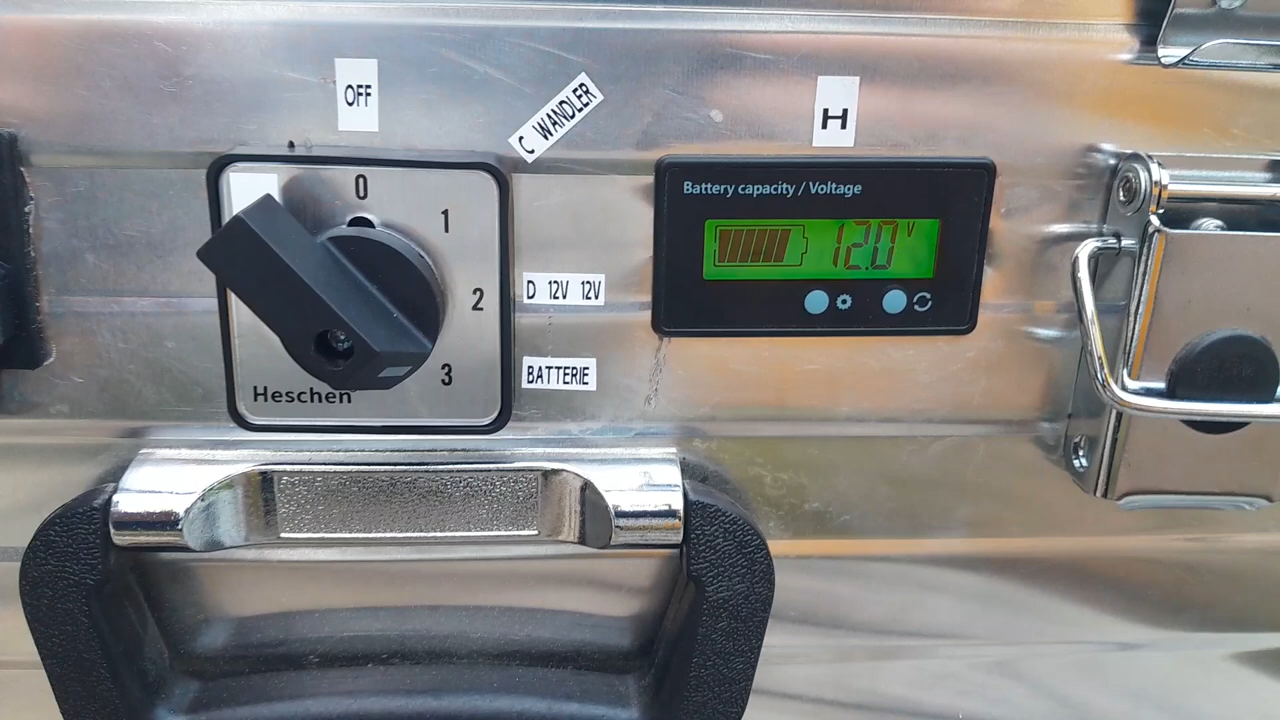 OFF
C WANDLER
H
0
1
2
3
Heschen
D 12V 12V
BATTERIE
Battery capacity / Voltage
12.0 V